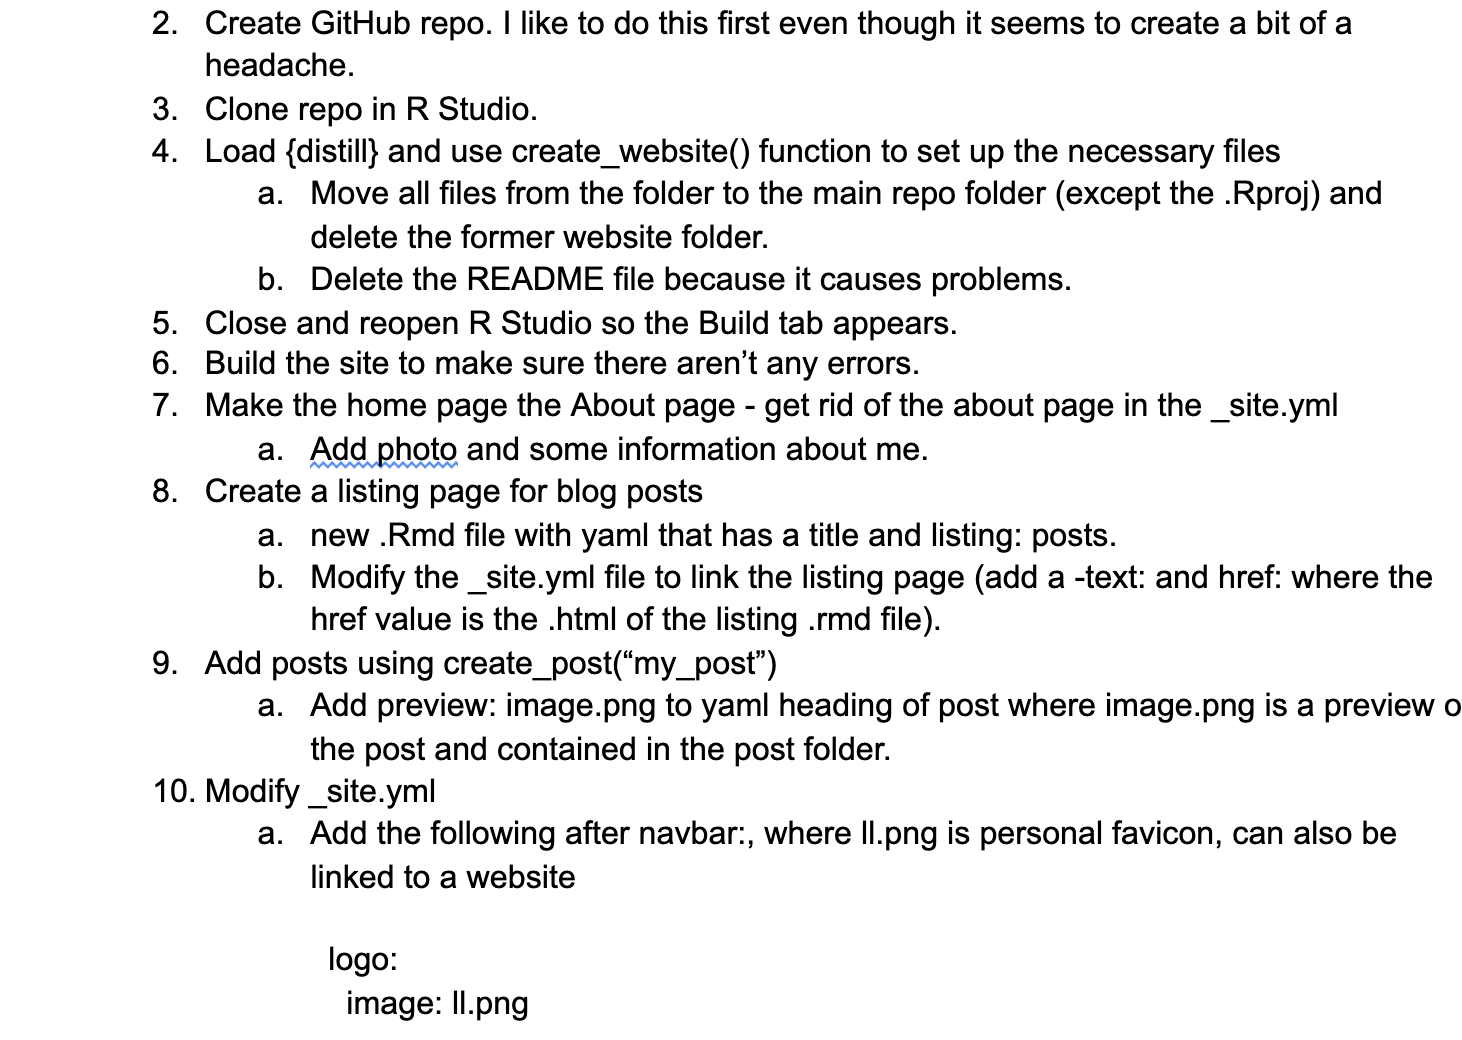 2. Create GitHub repo. I like to do this first even though it seems to create a bit of a
headache.
3. Clone repo in R Studio.
4. Load {distill} and use create_website() function to set up the necessary files
a. Move all files from the folder to the main repo folder (except the .Rproj) and
delete the former website folder.
b. Delete the README file because it causes problems.
5. Close and reopen R Studio so the Build tab appears.
6. Build the site to make sure there aren’t any errors.
7. Make the home page the About page - get rid of the about page in the _site.yml
a. Add photo and some information about me.
8. Create a listing page for blog posts
a. new .Rmd file with yaml that has a title and listing: posts.
b. Modify the _site.yml file to link the listing page (add a -text: and href: where the
href value is the .html of the listing .rmd file).
9. Add posts using create_post(“my_post”)
a. Add preview: image.png to yaml heading of post where image.png is a preview o
the post and contained in the post folder.
10. Modify _site.yml
a. Add the following after navbar:, where ll.png is personal favicon, can also be
linked to a website
logo:
image: ll.png